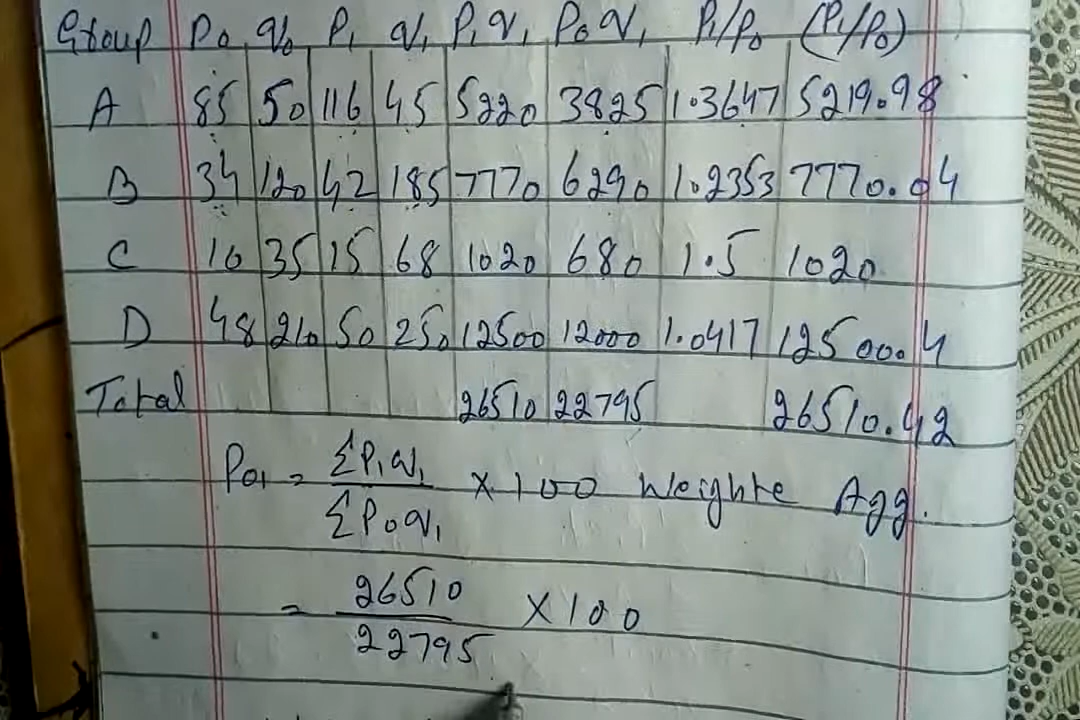 Group P₀ q₀ P₁ q₁ P₁q₁ P₀q₁ P₁/P₀ (P₁/P₀)
A 85 50 116 45 5220 3825 1.3647 5219.98
B 34 120 42 185 7770 6290 1.2353 7770.04
C 10 35 15 68 1020 680 1.5 1020
D 48 210 50 250 12500 12000 1.0417 12500.4
Total 26510 22795 26510.42
P₀₁ = ΣP₁q₁ / ΣP₀q₁ × 100 Weighte Agg.
= 26510 / 22795 × 100